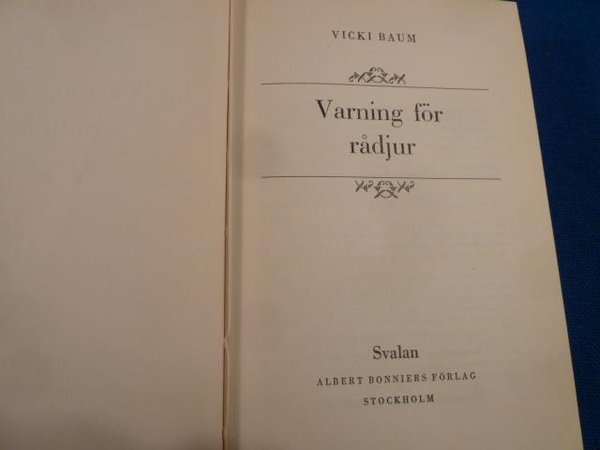 VICKI BAUM
Varning för
rådjur
Svalan
ALBERT BONNIERS FÖRLAG
STOCKHOLM